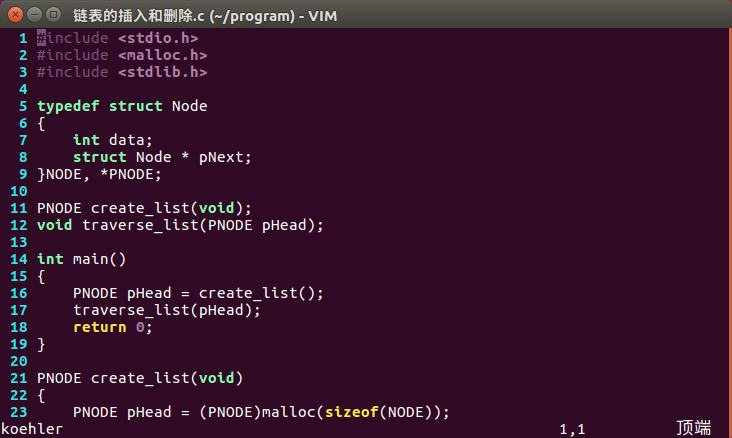 链表的插入和删除.c (~/program) - VIM
1 #include <stdio.h>
2 #include <malloc.h>
3 #include <stdlib.h>
4
5 typedef struct Node
6 {
7     int data;
8     struct Node * pNext;
9 }NODE, *PNODE;
10
11 PNODE create_list(void);
12 void traverse_list(PNODE pHead);
13
14 int main()
15 {
16     PNODE pHead = create_list();
17     traverse_list(pHead);
18     return 0;
19 }
20
21 PNODE create_list(void)
22 {
23     PNODE pHead = (PNODE)malloc(sizeof(NODE));
koehler 1,1 顶端